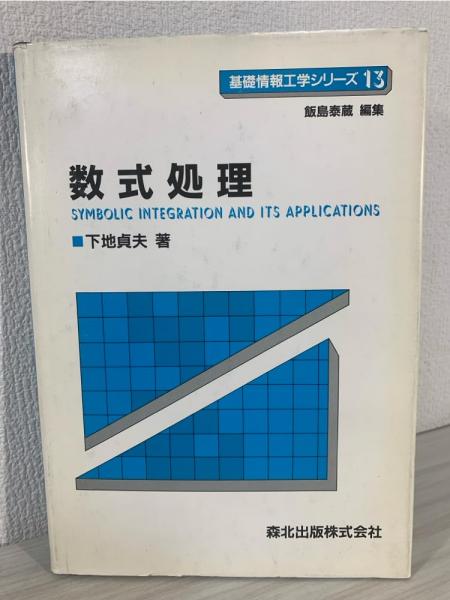 基礎情報工学シリーズ 13
飯島泰蔵 編集
数式処理
SYMBOLIC INTEGRATION AND ITS APPLICATIONS
■下地貞夫 著
森北出版株式会社